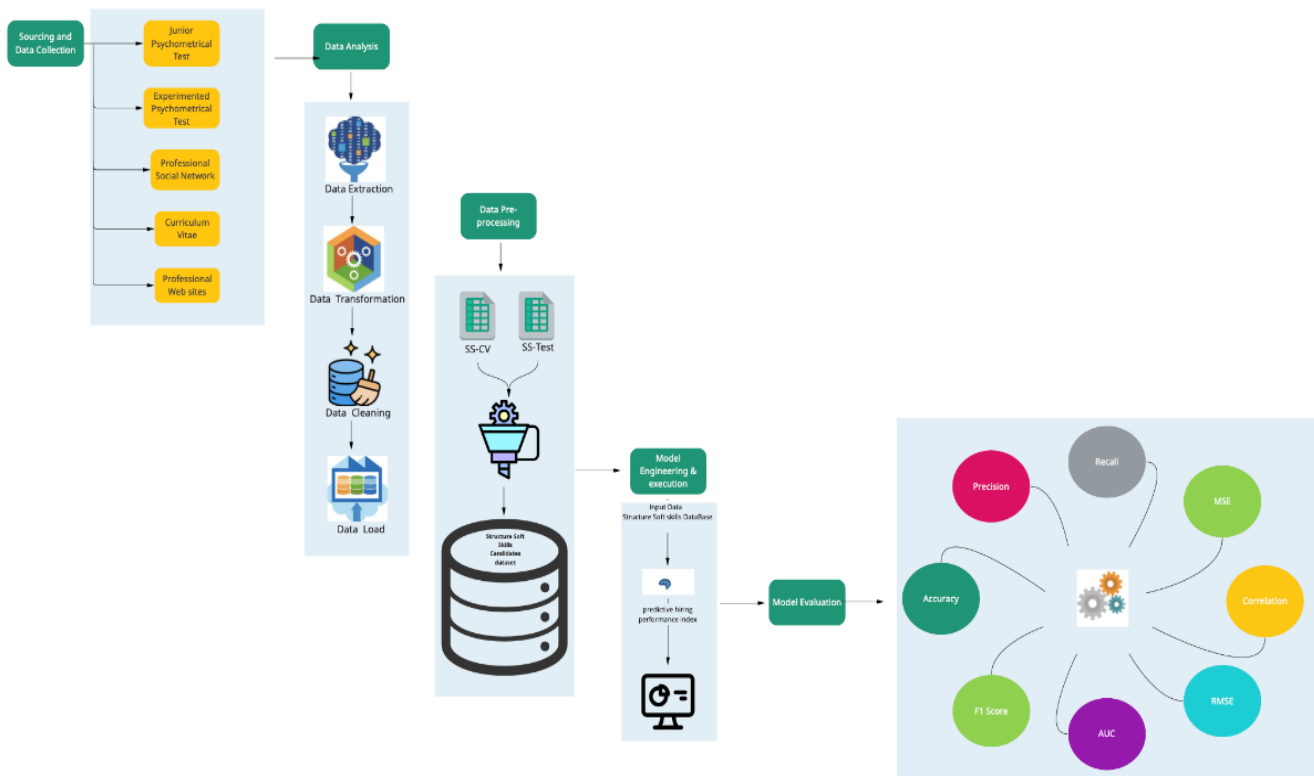 Sourcing and
Data Collection
Junior
Psychometrical
Test
Experimented
Psychometrical
Test
Professional
Social Network
Curriculum
Vitae
Professional
Web sites
Data Analysis
Data Extraction
Data Transformation
Data Cleaning
Data Load
Data Pre-
processing
SS-CV
SS-Test
Structure Soft
Skills
Candidates
dataset
Model
Engineering &
execution
Input Data
Structure Soft skills DataBase
predictive hiring
performance index
Model Evaluation
Recall
Precision
MSE
Accuracy
Correlation
F1 Score
RMSE
AUC